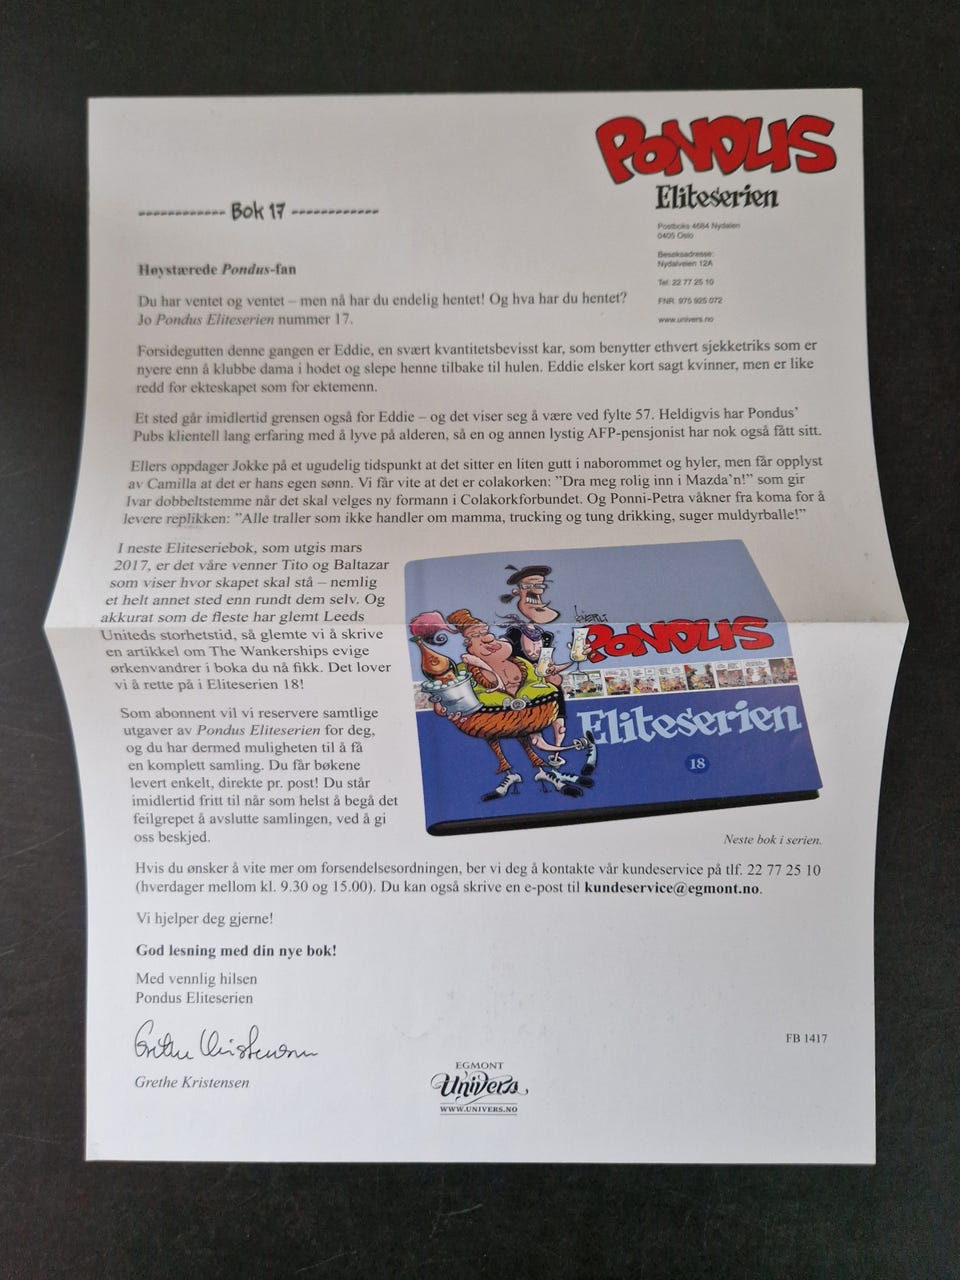 PONDUS
Eliteserien
Postboks 4684 Nydalen
0405 Oslo
Besøksadresse:
Nydalveien 12A
Tel: 22 77 25 10
FNR. 975 925 072
www.univers.no
------------ Bok 17 ------------
Høystærede Pondus-fan
Du har ventet og ventet – men nå har du endelig hentet! Og hva har du hentet?
Jo Pondus Eliteserien nummer 17.
Forsidegutten denne gangen er Eddie, en svært kvantitetsbevisst kar, som benytter ethvert sjekketriks som er
nyere enn å klubbe dama i hodet og slepe henne tilbake til hulen. Eddie elsker kort sagt kvinner, men er like
redd for ekteskapet som for ektemenn.
Et sted går imidlertid grensen også for Eddie – og det viser seg å være ved fylte 57. Heldigvis har Pondus’
Pubs klientell lang erfaring med å lyve på alderen, så en og annen lystig AFP-pensjonist har nok også fått sitt.
Ellers oppdager Jokke på et ugudelig tidspunkt at det sitter en liten gutt i naborommet og hyler, men får opplyst
av Camilla at det er hans egen sønn. Vi får vite at det er colakorken: ”Dra meg rolig inn i Mazda’n!” som gir
Ivar dobbeltstemme når det skal velges ny formann i Colakorkforbundet. Og Ponni-Petra våkner fra koma for å
levere replikken: ”Alle traller som ikke handler om mamma, trucking og tung drikking, suger muldyrballe!”
I neste Eliteseriebok, som utgis mars
2017, er det våre venner Tito og Baltazar
som viser hvor skapet skal stå – nemlig
et helt annet sted enn rundt dem selv. Og
akkurat som de fleste har glemt Leeds
Uniteds storhetstid, så glemte vi å skrive
en artikkel om The Wankerships evige
ørkenvandrer i boka du nå fikk. Det lover
vi å rette på i Eliteserien 18!
Som abonnent vil vi reservere samtlige
utgaver av Pondus Eliteserien for deg,
og du har dermed muligheten til å få
en komplett samling. Du får bøkene
levert enkelt, direkte pr. post! Du står
imidlertid fritt til når som helst å begå det
feilgrepet å avslutte samlingen, ved å gi
oss beskjed.
PONDUS
Eliteserien
18
Neste bok i serien.
Hvis du ønsker å vite mer om forsendelsesordningen, ber vi deg å kontakte vår kundeservice på tlf. 22 77 25 10
(hverdager mellom kl. 9.30 og 15.00). Du kan også skrive en e-post til kundeservice@egmont.no.
Vi hjelper deg gjerne!
God lesning med din nye bok!
Med vennlig hilsen
Pondus Eliteserien
Grethe Kristensen
Grethe Kristensen
FB 1417
EGMONT
Univers
WWW.UNIVERS.NO